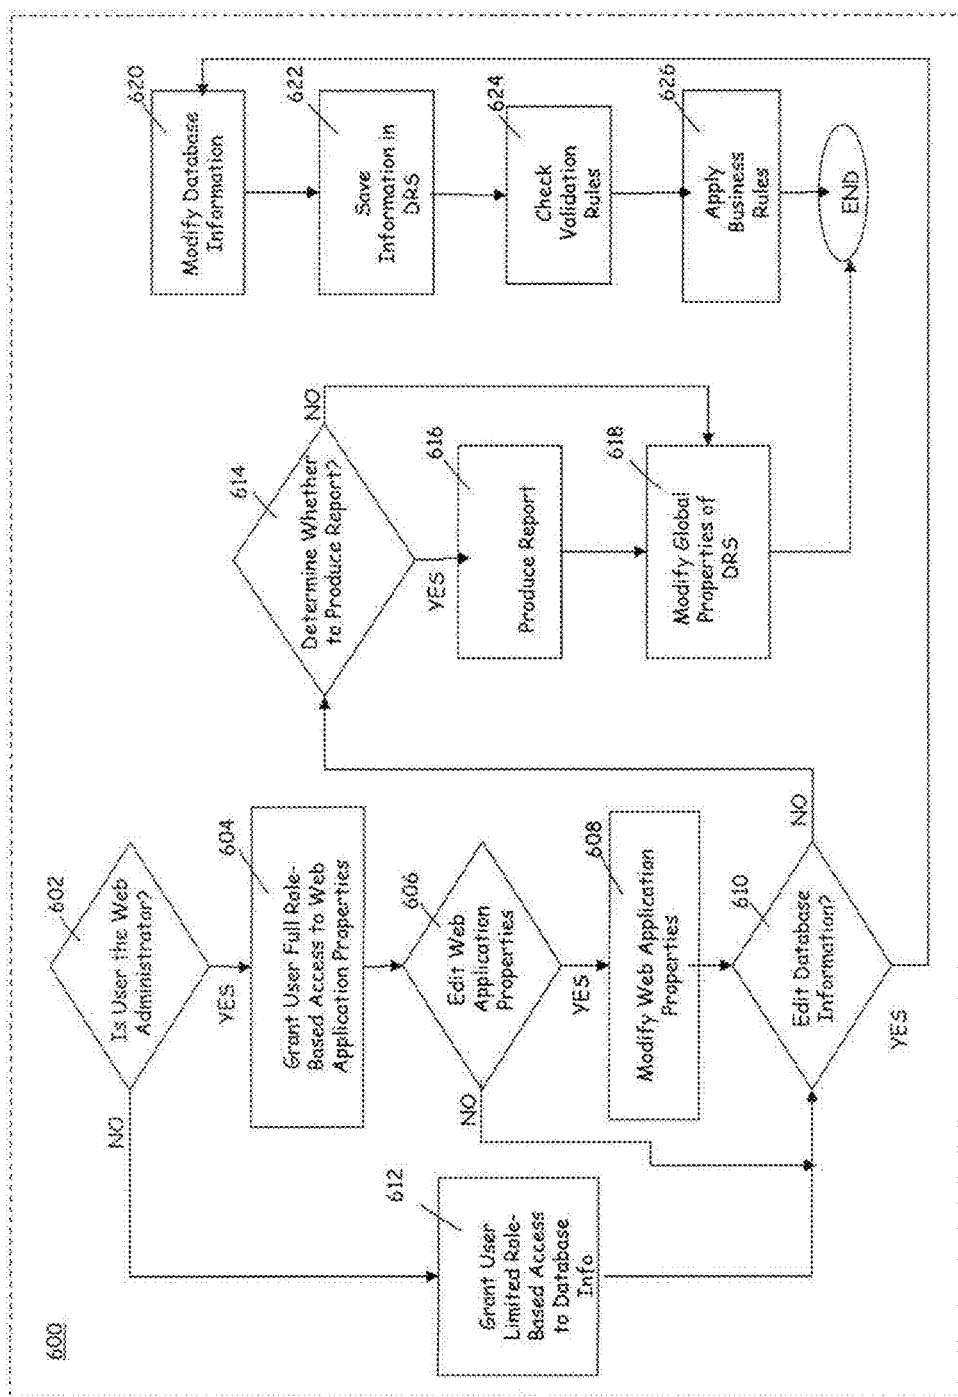 600
602
Is User the Web
Administrator?
NO
YES
604
Grant User Full Role-
Based Access to Web
Application Properties
606
Edit Web
Application
Properties
NO
YES
608
Modify Web Application
Properties
610
Edit Database
Information?
NO
YES
612
Grant User
Limited Role-
Based Access
to Database
Info
614
Determine Whether
to Produce Report?
NO
YES
616
Produce Report
618
Modify Global
Properties of
DRS
620
Modify Database
Information
622
Save
Information in
DRS
624
Check
Validation
Rules
626
Apply
Business
Rules
END